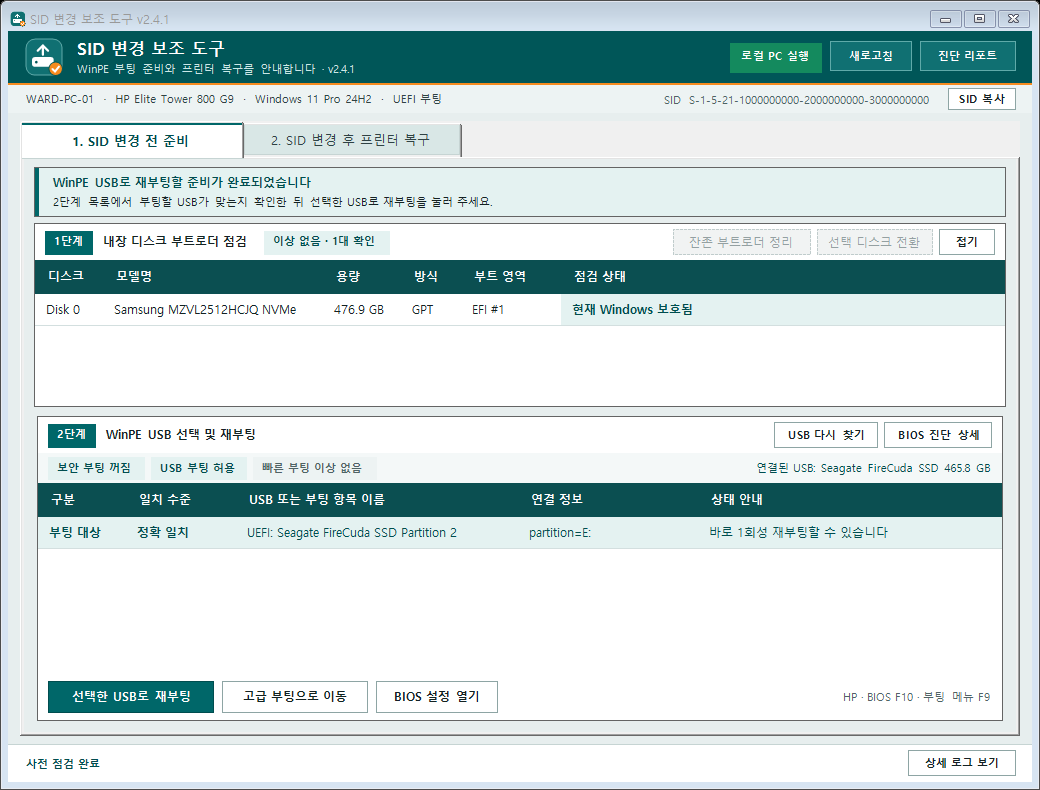 SID 변경 보조 도구 v2.4.1
SID 변경 보조 도구
WinPE 부팅 준비와 프린터 복구를 안내합니다 · v2.4.1
로컬 PC 실행
새로고침
진단 리포트
WARD-PC-01 · HP Elite Tower 800 G9 · Windows 11 Pro 24H2 · UEFI 부팅
SID S-1-5-21-1000000000-2000000000-3000000000
SID 복사
1. SID 변경 전 준비
2. SID 변경 후 프린터 복구
WinPE USB로 재부팅할 준비가 완료되었습니다
2단계 목록에서 부팅할 USB가 맞는지 확인한 뒤 선택한 USB로 재부팅을 눌러 주세요.
1단계 내장 디스크 부트로더 점검 이상 없음 · 1대 확인
잔존 부트로더 정리
선택 디스크 전환
접기
디스크 모델명 용량 방식 부트 영역 점검 상태
Disk 0 Samsung MZVL2512HCJQ NVMe 476.9 GB GPT EFI #1 현재 Windows 보호됨
2단계 WinPE USB 선택 및 재부팅
USB 다시 찾기
BIOS 진단 상세
보안 부팅 꺼짐 USB 부팅 허용 빠른 부팅 이상 없음
연결된 USB: Seagate FireCuda SSD 465.8 GB
구분 일치 수준 USB 또는 부팅 항목 이름 연결 정보 상태 안내
부팅 대상 정확 일치 UEFI: Seagate FireCuda SSD Partition 2 partition=E: 바로 1회성 재부팅할 수 있습니다
선택한 USB로 재부팅
고급 부팅으로 이동
BIOS 설정 열기
HP · BIOS F10 · 부팅 메뉴 F9
사전 점검 완료
상세 로그 보기